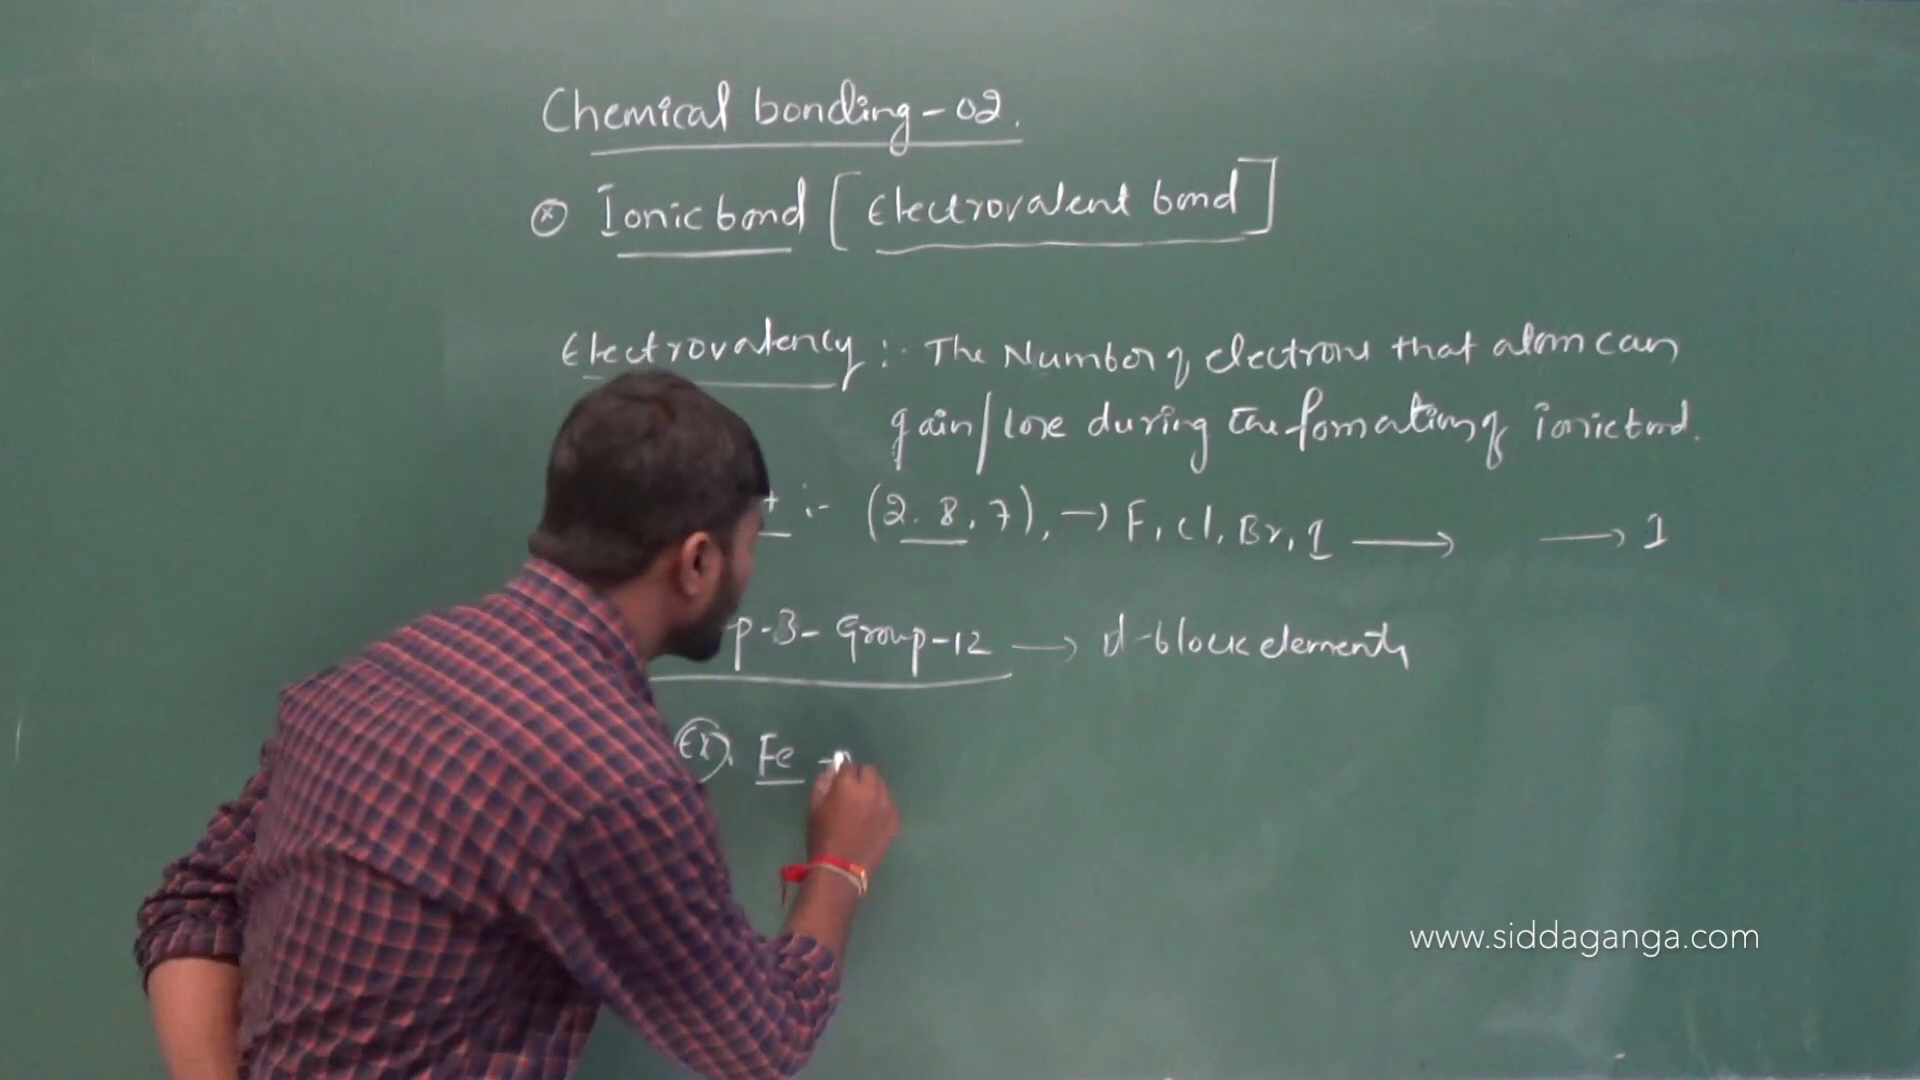 Chemical bonding-02.
Ionic bond [Electrovalent bond]
Electrovalency :- The Number of electrons that atom can
gain/lose during the formation of ionic bond.
+ :- (2. 8, 7), → F, Cl, Br, I ⟶ ⟶ 1
p-3- Group-12 → d-block elements
Ex. Fe
www.siddaganga.com